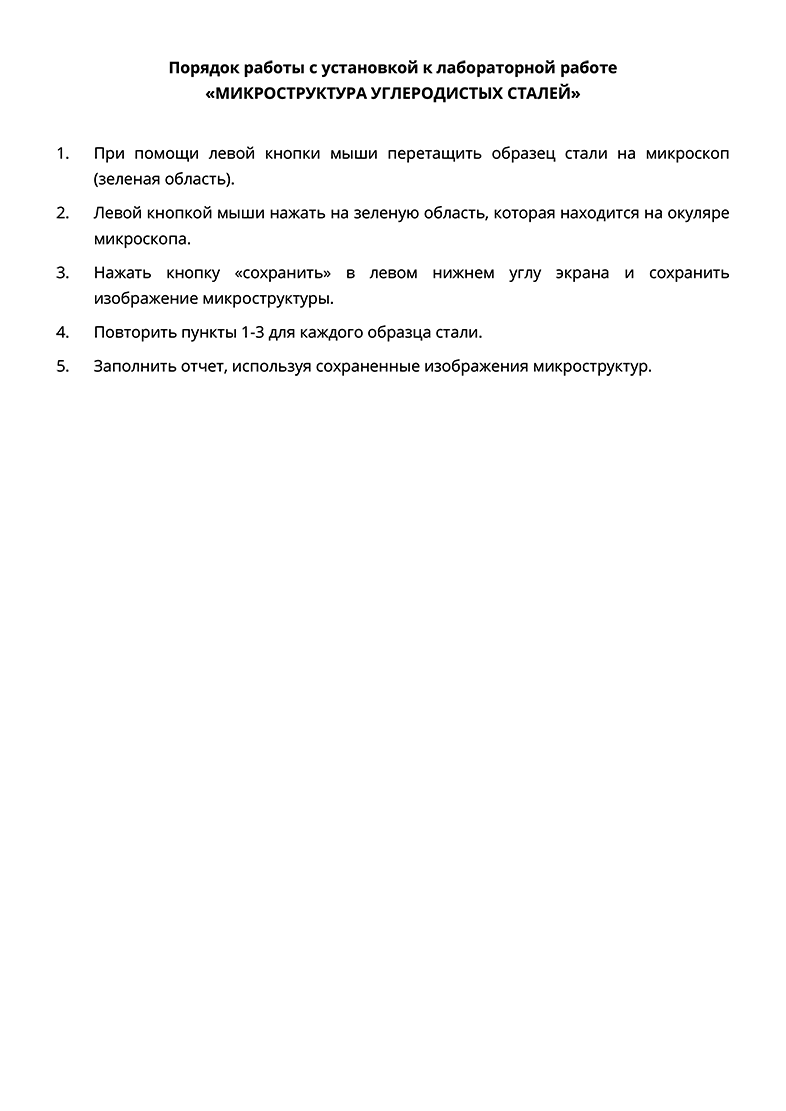 Порядок работы с установкой к лабораторной работе
«МИКРОСТРУКТУРА УГЛЕРОДИСТЫХ СТАЛЕЙ»
1. При помощи левой кнопки мыши перетащить образец стали на микроскоп
(зеленая область).
2. Левой кнопкой мыши нажать на зеленую область, которая находится на окуляре
микроскопа.
3. Нажать кнопку «сохранить» в левом нижнем углу экрана и сохранить
изображение микроструктуры.
4. Повторить пункты 1-3 для каждого образца стали.
5. Заполнить отчет, используя сохраненные изображения микроструктур.